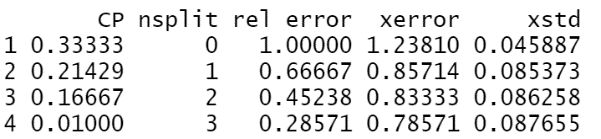 CP nsplit rel error xerror xstd
1 0.33333 0 1.00000 1.23810 0.045887
2 0.21429 1 0.66667 0.85714 0.085373
3 0.16667 2 0.45238 0.83333 0.086258
4 0.01000 3 0.28571 0.78571 0.087655